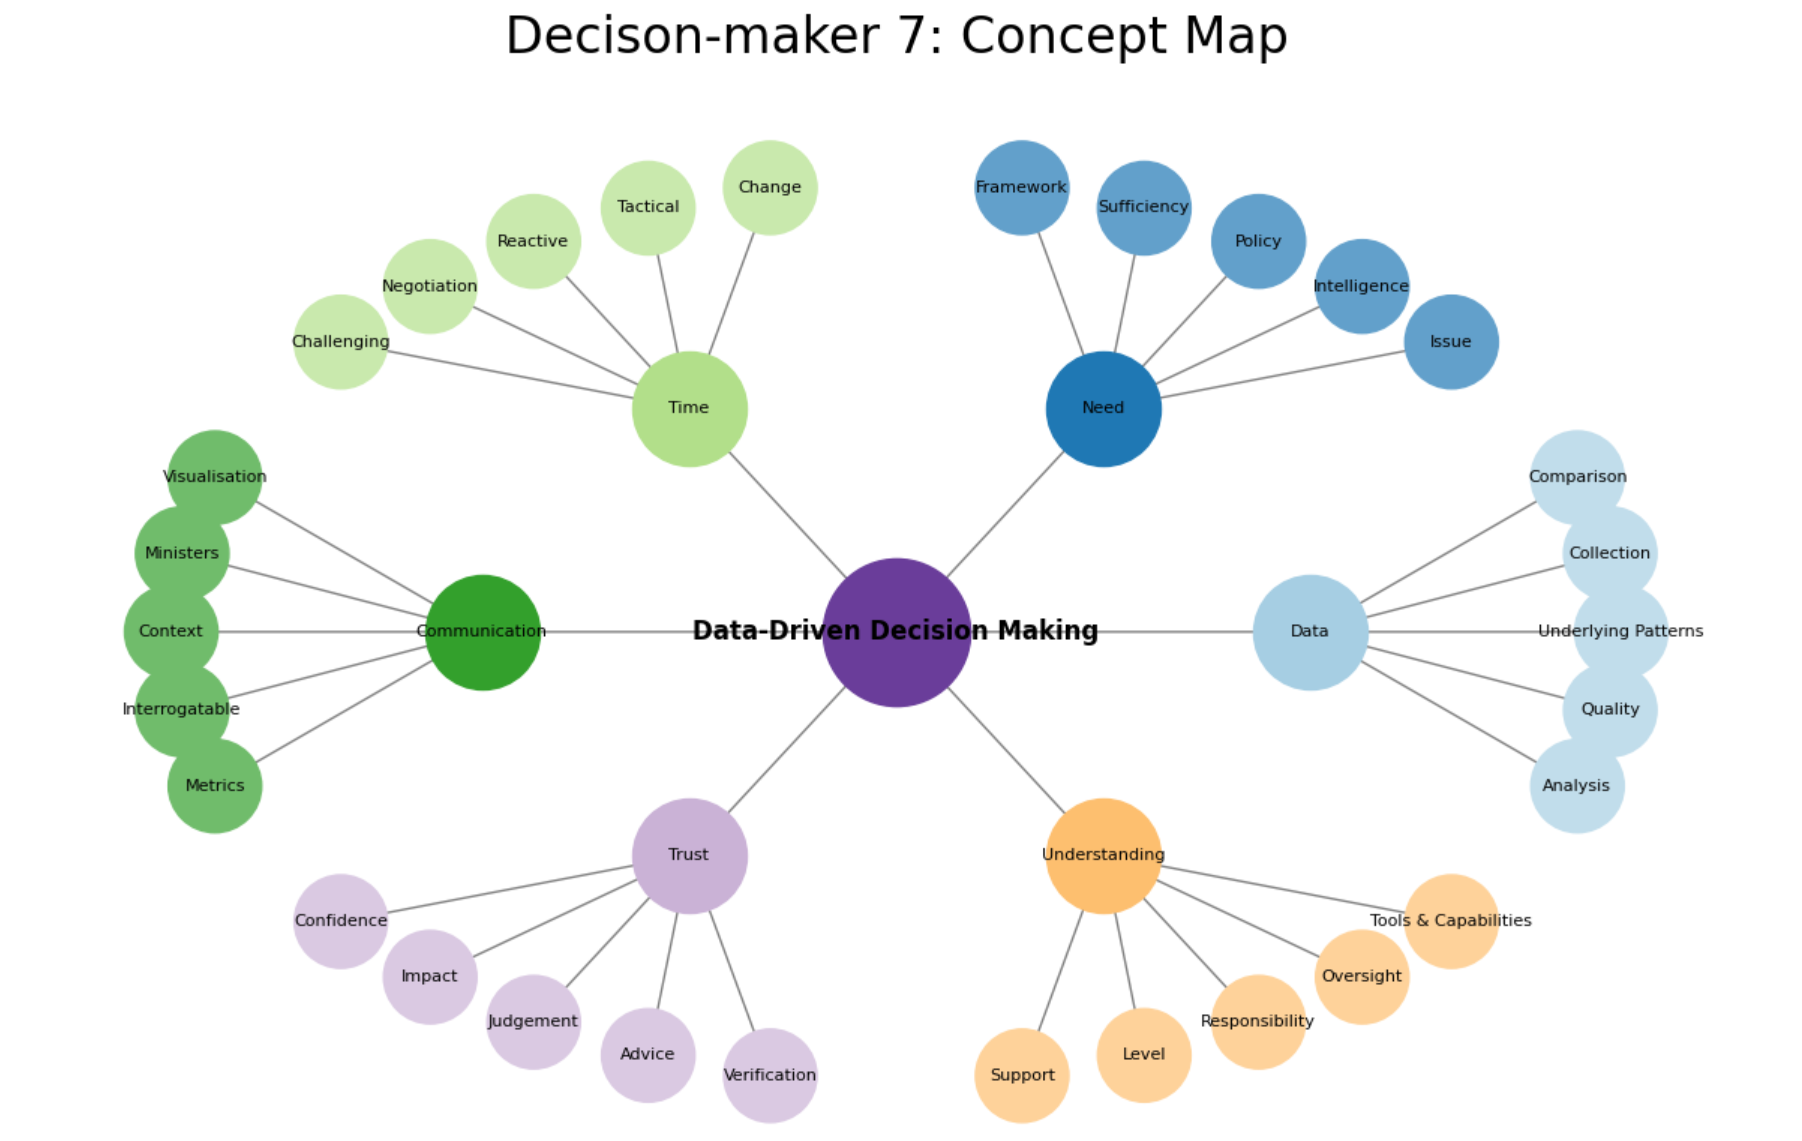 Decison-maker 7: Concept Map
Change
Framework
Tactical
Sufficiency
Reactive
Policy
Negotiation
Intelligence
Challenging
Issue
Time
Need
Visualisation
Comparison
Ministers
Collection
Context
Communication
Data-Driven Decision Making
Data
Underlying Patterns
Interrogatable
Quality
Metrics
Analysis
Trust
Understanding
Confidence
Tools & Capabilities
Impact
Oversight
Judgement
Responsibility
Advice
Level
Verification
Support